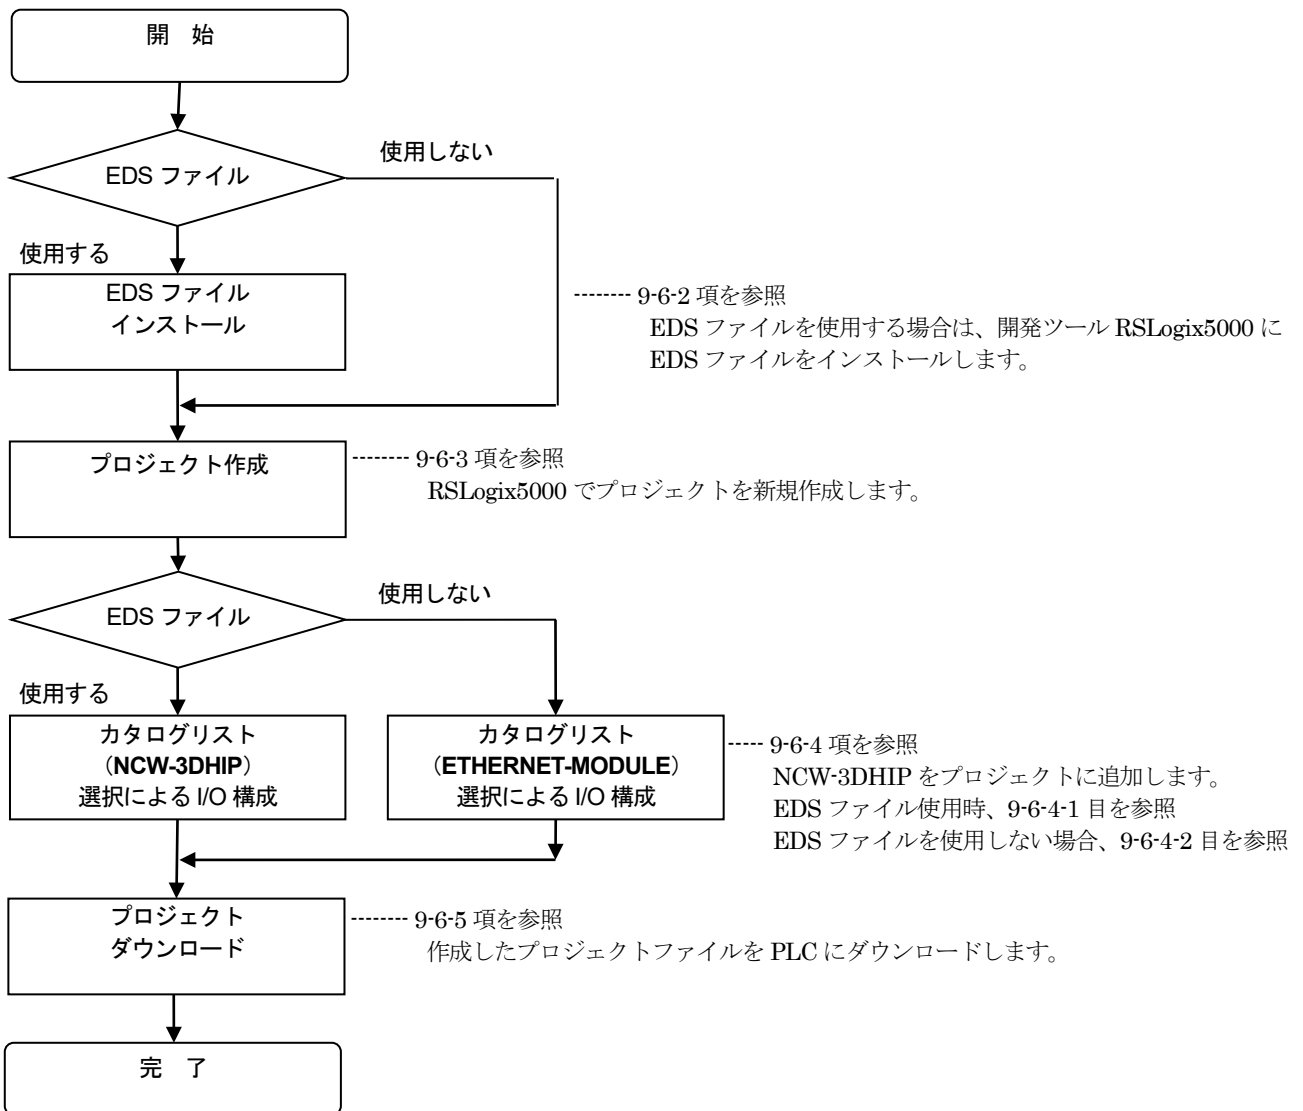 開 始
EDS ファイル
使用しない
使用する
EDS ファイル
インストール
-------- 9-6-2 項を参照
EDS ファイルを使用する場合は、開発ツール RSLogix5000 に
EDS ファイルをインストールします。
プロジェクト作成
-------- 9-6-3 項を参照
RSLogix5000 でプロジェクトを新規作成します。
EDS ファイル
使用しない
使用する
カタログリスト
（NCW-3DHIP）
選択による I/O 構成
カタログリスト
（ETHERNET-MODULE）
選択による I/O 構成
----- 9-6-4 項を参照
NCW-3DHIP をプロジェクトに追加します。
EDS ファイル使用時、9-6-4-1 目を参照
EDS ファイルを使用しない場合、9-6-4-2 目を参照
プロジェクト
ダウンロード
-------- 9-6-5 項を参照
作成したプロジェクトファイルを PLC にダウンロードします。
完 了